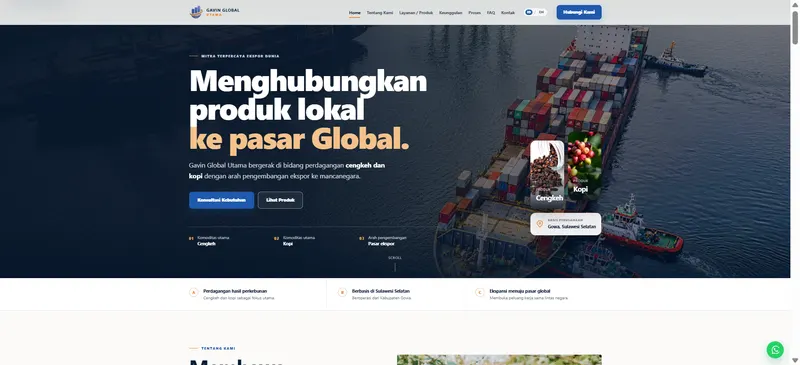 GAVIN GLOBAL
UTAMA
Home
Tentang Kami
Layanan / Produk
Keunggulan
Proses
FAQ
Kontak
EN
Hubungi Kami
MITRA TERPERCAYA EKSPOR DUNIA
Menghubungkan
produk lokal
ke pasar Global.
Gavin Global Utama bergerak di bidang perdagangan cengkeh dan
kopi dengan arah pengembangan ekspor ke mancanegara.
Konsultasi Kebutuhan
Lihat Produk
Cengkeh
Kopi
Gowa, Sulawesi Selatan
01
Komoditas utama
Cengkeh
02
Komoditas utama
Kopi
03
Arah pengembangan
Pasar ekspor
SCROLL
Perdagangan hasil perkebunan
Cengkeh dan kopi sebagai fokus utama
Berbasis di Sulawesi Selatan
Beroperasi dari Kabupaten Gowa
Ekspansi menuju pasar global
Membuka peluang kerja sama lintas negara
TENTANG KAMI